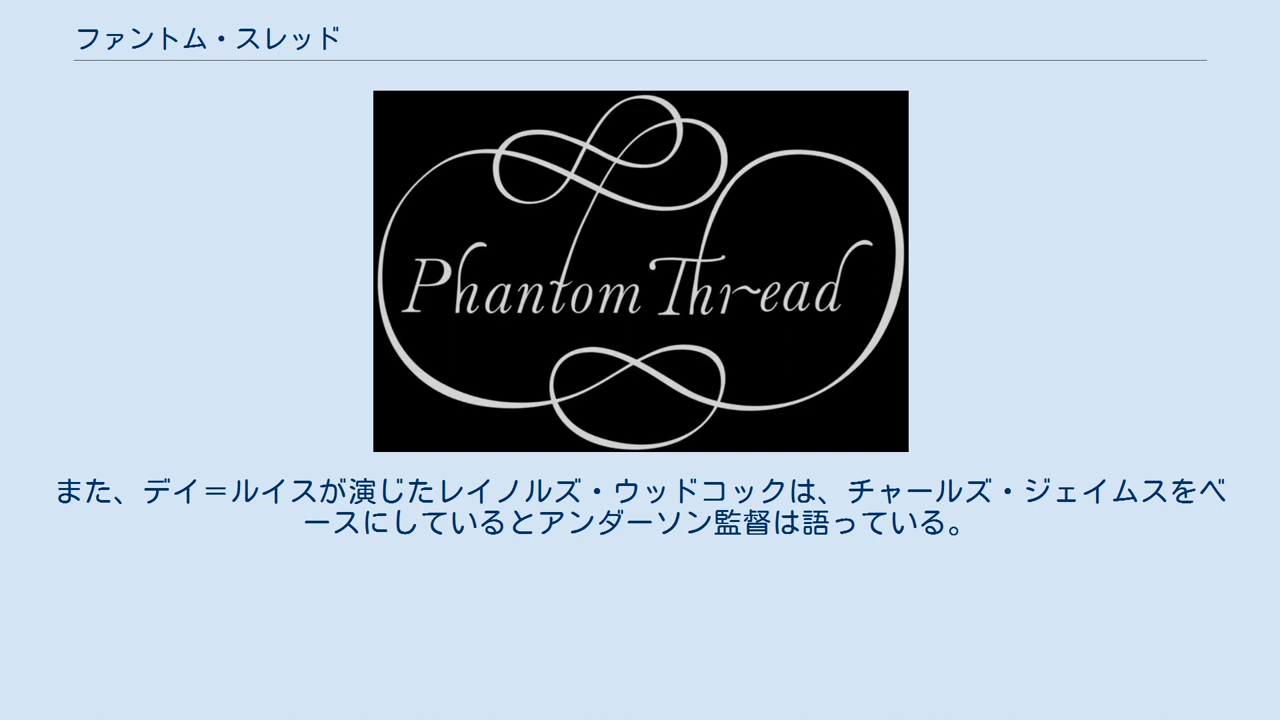 ファントム・スレッド
Phantom Thread
また、デイ＝ルイスが演じたレイノルズ・ウッドコックは、チャールズ・ジェイムスをベ
ースにしているとアンダーソン監督は語っている。